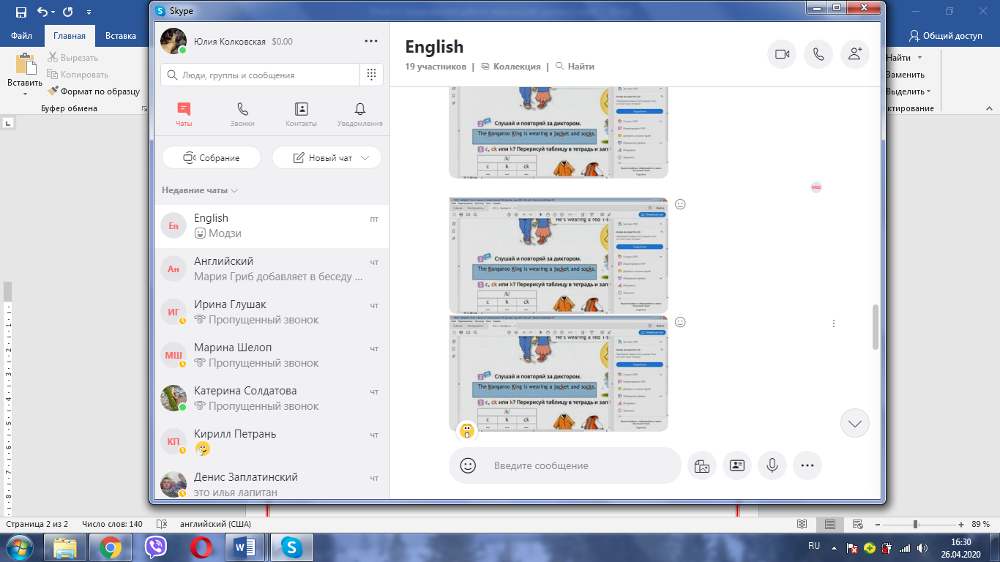 Skype
Файл
Главная
Вставка
Общий доступ
Вставить
Вырезать
Копировать
Формат по образцу
Буфер обмена
Найти
Заменить
Выделить
ктирование
Юлия Колковская $0.00
Люди, группы и сообщения
Чаты
Звонки
Контакты
Уведомления
Собрание
Новый чат
Недавние чаты
En
English
пт
Модзи
Ан
Английский
чт
Мария Гриб добавляет в беседу ...
ИГ
Ирина Глушак
чт
Пропущенный звонок
МШ
Марина Шелоп
чт
Пропущенный звонок
Катерина Солдатова
чт
Пропущенный звонок
КП
Кирилл Петрань
чт
Денис Заплатинский
чт
это илья лапитан
English
19 участников | Коллекция | Найти
2 Слушай и повторяй за диктором.
The Kangaroo King is wearing a jacket and socks.
3 c, ck или k? Перерисуй таблицу в тетрадь и зап
/k/
c k ck
МШ
He's wearing a red T-s
2 Слушай и повторяй за диктором.
The Kangaroo King is wearing a jacket and socks.
3 c, ck или k? Перерисуй таблицу в тетрадь и зап
/k/
c k ck
He's wearing a red T-s
2 Слушай и повторяй за диктором.
The Kangaroo King is wearing a jacket and socks.
3 c, ck или k? Перерисуй таблицу в тетрадь и зап
/k/
c k ck
Введите сообщение
Страница 2 из 2
Число слов: 140
английский (США)
89 %
RU
16:30
26.04.2020